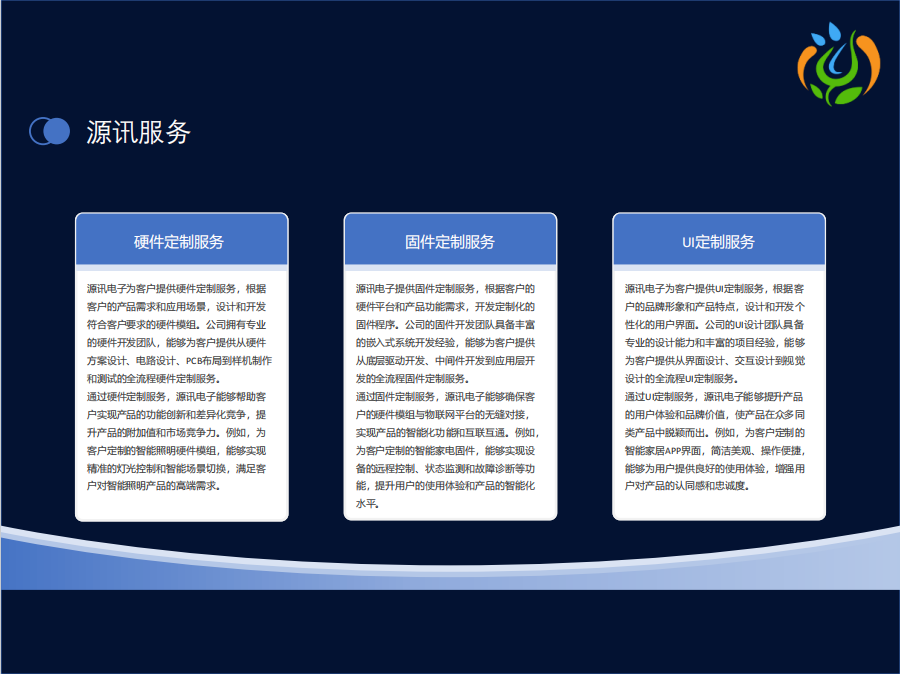 源讯服务
硬件定制服务
源讯电子为客户提供硬件定制服务，根据
客户的产品需求和应用场景，设计和开发
符合客户要求的硬件模组。公司拥有专业
的硬件开发团队，能够为客户提供从硬件
方案设计、电路设计、PCB布局到样机制作
和测试的全流程硬件定制服务。
通过硬件定制服务，源讯电子能够帮助客
户实现产品的功能创新和差异化竞争，提
升产品的附加值和市场竞争力。例如，为
客户定制的智能照明硬件模组，能够实现
精准的灯光控制和智能场景切换，满足客
户对智能照明产品的高端需求。
固件定制服务
源讯电子提供固件定制服务，根据客户的
硬件平台和产品功能需求，开发定制化的
固件程序。公司的固件开发团队具备丰富
的嵌入式系统开发经验，能够为客户提供
从底层驱动开发、中间件开发到应用层开
发的全流程固件定制服务。
通过固件定制服务，源讯电子能够确保客
户的硬件模组与物联网平台的无缝对接，
实现产品的智能化功能和互联互通。例如，
为客户定制的智能家电固件，能够实现设
备的远程控制、状态监测和故障诊断等功
能，提升用户的使用体验和产品的智能化
水平。
UI定制服务
源讯电子为客户提供UI定制服务，根据客
户的品牌形象和产品特点，设计和开发个
性化的用户界面。公司的UI设计团队具备
专业的设计能力和丰富的项目经验，能够
为客户提供从界面设计、交互设计到视觉
设计的全流程UI定制服务。
通过UI定制服务，源讯电子能够提升产品
的用户体验和品牌价值，使产品在众多同
类产品中脱颖而出。例如，为客户定制的
智能家居APP界面，简洁美观、操作便捷，
能够为用户提供良好的使用体验，增强用
户对产品的认同感和忠诚度。